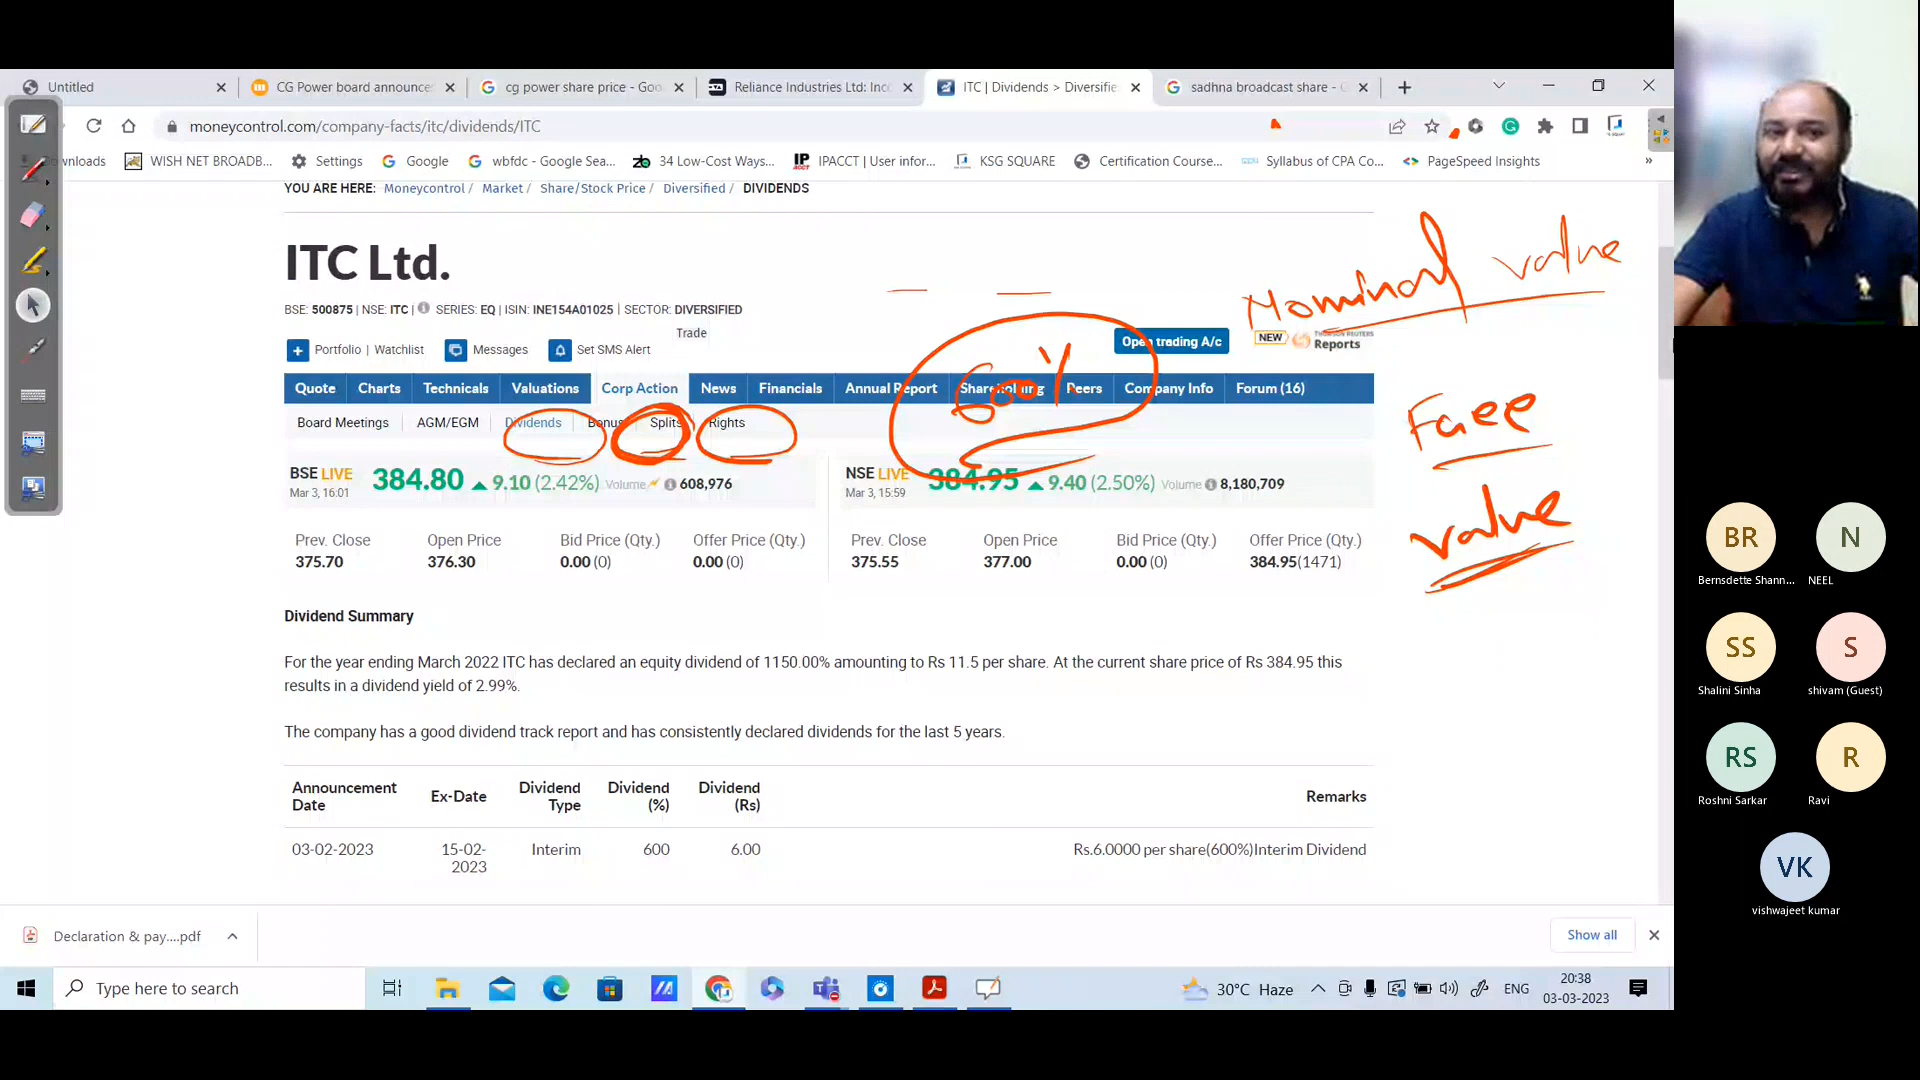 Untitled
CG Power board announce
cg power share price - Goo
Reliance Industries Ltd: Inc
ITC | Dividends > Diversifie
sadhna broadcast share - G
moneycontrol.com/company-facts/itc/dividends/ITC
wnloads
WISH NET BROADB...
Settings
Google
wbfdc - Google Sea...
34 Low-Cost Ways...
IPACCT | User infor...
KSG SQUARE
Certification Course...
Syllabus of CPA Co...
PageSpeed Insights
»
YOU ARE HERE: Moneycontrol / Market / Share/Stock Price / Diversified / DIVIDENDS
ITC Ltd.
Nominal value
BSE: 500875 | NSE: ITC | SERIES: EQ | ISIN: INE154A01025 | SECTOR: DIVERSIFIED
Trade
Portfolio | Watchlist
Messages
Set SMS Alert
Open trading A/c
NEW
THOMSON REUTERS
Reports
600%
Quote
Charts
Technicals
Valuations
Corp Action
News
Financials
Annual Report
Shareholding
Peers
Company Info
Forum (16)
Face
value
Board Meetings
AGM/EGM
Dividends
Bonus
Splits
Rights
BSE LIVE
Mar 3, 16:01
384.80
9.10 (2.42%)
Volume
608,976
NSE LIVE
Mar 3, 15:59
384.95
9.40 (2.50%)
Volume
8,180,709
Prev. Close
375.70
Open Price
376.30
Bid Price (Qty.)
0.00 (0)
Offer Price (Qty.)
0.00 (0)
Prev. Close
375.55
Open Price
377.00
Bid Price (Qty.)
0.00 (0)
Offer Price (Qty.)
384.95(1471)
Dividend Summary
For the year ending March 2022 ITC has declared an equity dividend of 1150.00% amounting to Rs 11.5 per share. At the current share price of Rs 384.95 this
results in a dividend yield of 2.99%.
The company has a good dividend track report and has consistently declared dividends for the last 5 years.
Announcement
Date
Ex-Date
Dividend
Type
Dividend
(%)
Dividend
(Rs)
Remarks
03-02-2023
15-02-
2023
Interim
600
6.00
Rs.6.0000 per share(600%)Interim Dividend
Declaration & pay....pdf
Show all
Type here to search
30°C Haze
ENG
20:38
03-03-2023
BR
Bernsdette Shann...
N
NEEL
SS
Shalini Sinha
S
shivam (Guest)
RS
Roshni Sarkar
R
Ravi
VK
vishwajeet kumar